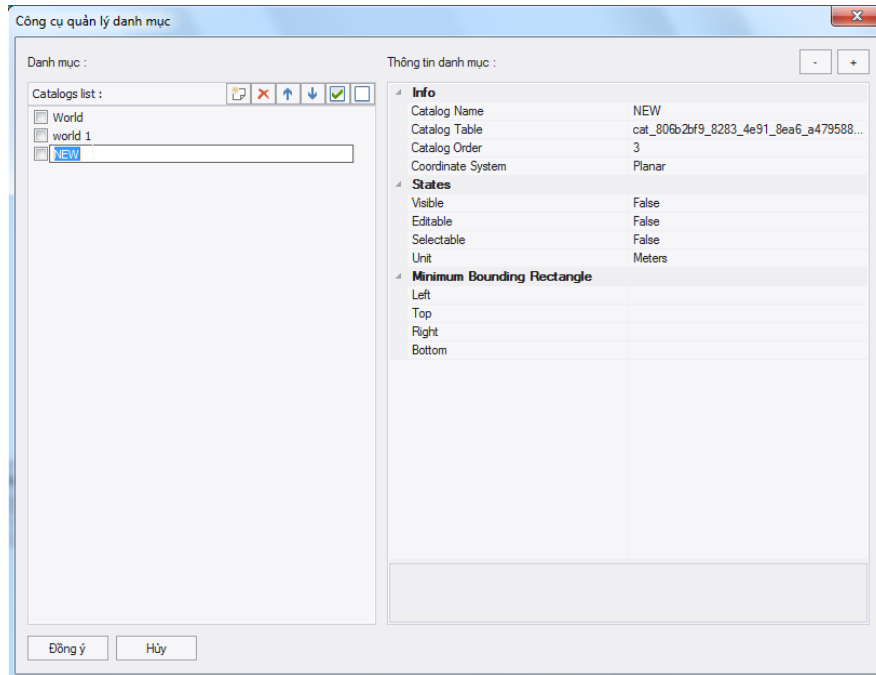 Công cụ quản lý danh mục
Danh mục :
Thông tin danh mục :
- +
Catalogs list :
World
world 1
NEW
Info
Catalog Name NEW
Catalog Table cat_806b2bf9_8283_4e91_8ea6_a479588...
Catalog Order 3
Coordinate System Planar
States
Visible False
Editable False
Selectable False
Unit Meters
Minimum Bounding Rectangle
Left
Top
Right
Bottom
Đồng ý Hủy